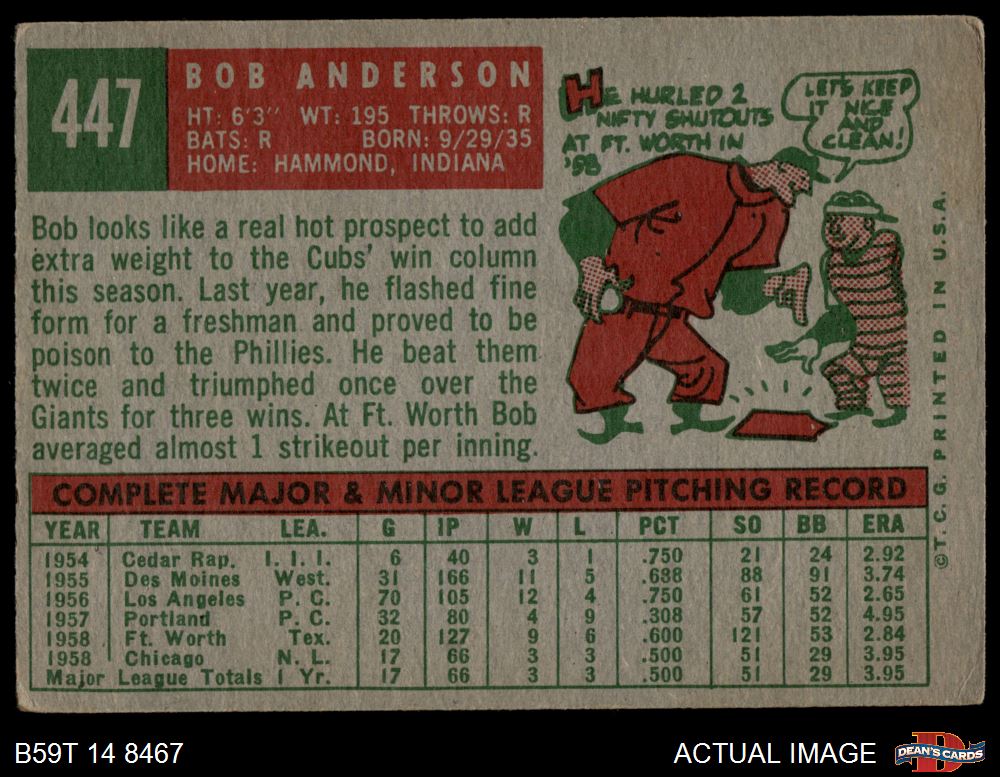 447
BOB ANDERSON
HT: 6'3" WT: 195 THROWS: R
BATS: R BORN: 9/29/35
HOME: HAMMOND, INDIANA
HE HURLED 2
NIFTY SHUTOUTS
AT FT. WORTH IN
'58
LET'S KEEP
IT NICE
AND
CLEAN!
Bob looks like a real hot prospect to add
extra weight to the Cubs' win column
this season. Last year, he flashed fine
form for a freshman and proved to be
poison to the Phillies. He beat them
twice and triumphed once over the
Giants for three wins. At Ft. Worth Bob
averaged almost 1 strikeout per inning.
COMPLETE MAJOR & MINOR LEAGUE PITCHING RECORD
YEAR TEAM LEA. G IP W L PCT SO BB ERA
1954 Cedar Rap. I. I. I. 6 40 3 1 .750 21 24 2.92
1955 Des Moines West. 31 166 11 5 .688 88 91 3.74
1956 Los Angeles P. C. 70 105 12 4 .750 61 52 2.65
1957 Portland P. C. 32 80 4 9 .308 57 52 4.95
1958 Ft. Worth Tex. 20 127 9 6 .600 121 53 2.84
1958 Chicago N. L. 17 66 3 3 .500 51 29 3.95
Major League Totals 1 Yr. 17 66 3 3 .500 51 29 3.95
©T. C. G. PRINTED IN U.S.A.
B59T 14 8467
ACTUAL IMAGE
D
DEAN'S CARDS